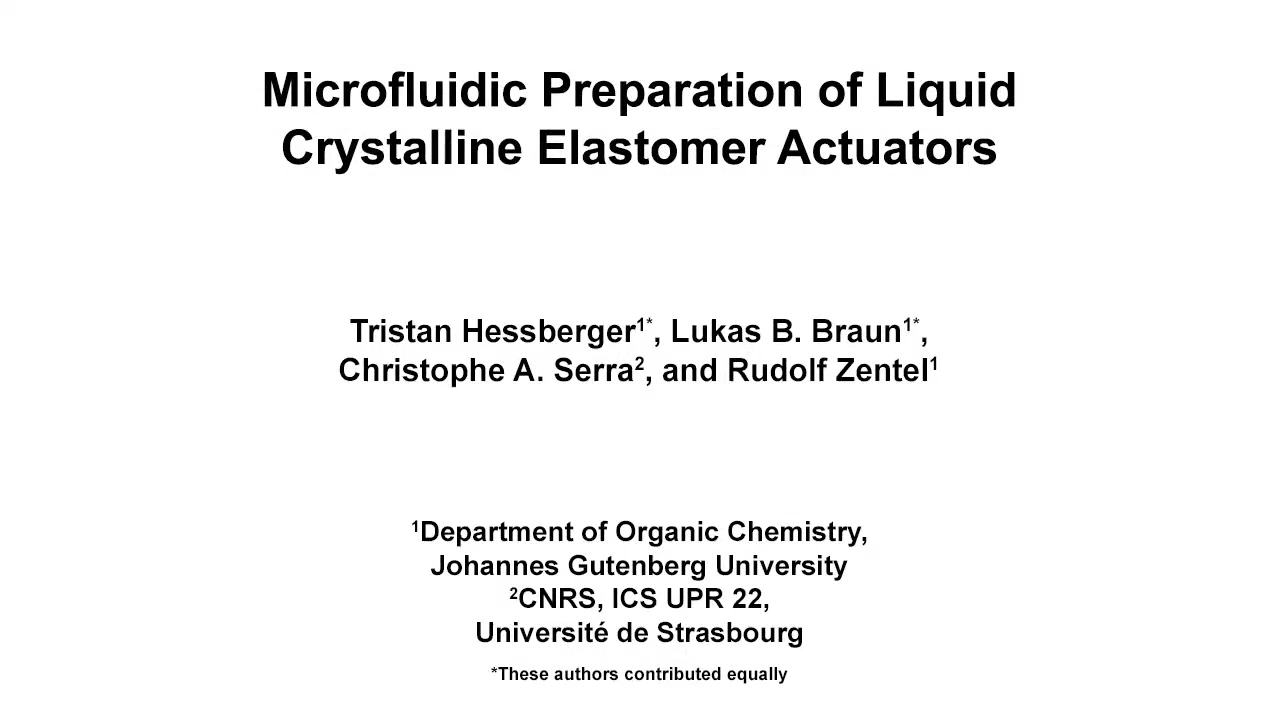 Microfluidic Preparation of Liquid
Crystalline Elastomer Actuators
Tristan Hessberger¹*, Lukas B. Braun¹*,
Christophe A. Serra², and Rudolf Zentel¹
¹Department of Organic Chemistry,
Johannes Gutenberg University
²CNRS, ICS UPR 22,
Université de Strasbourg
*These authors contributed equally